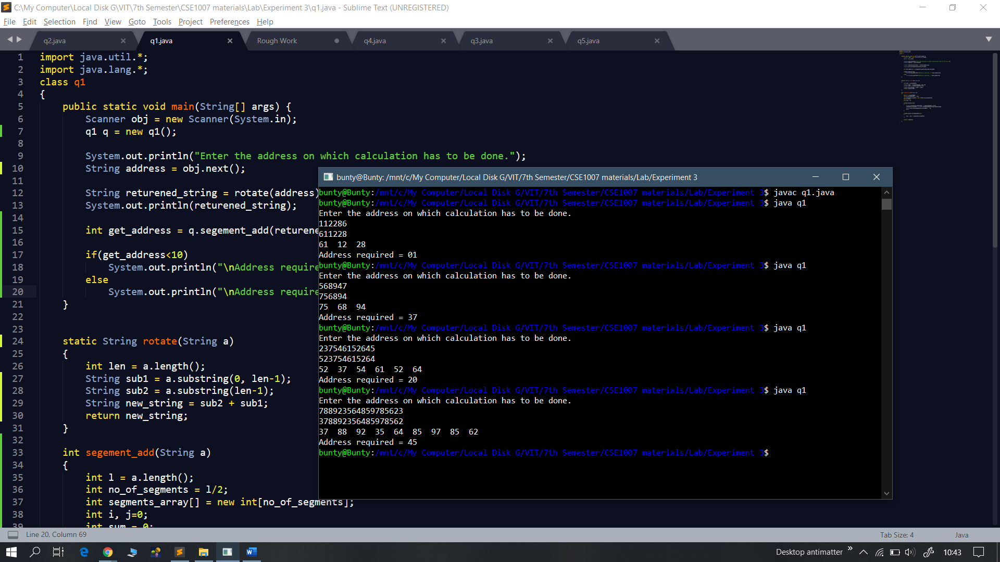 C:\My Computer\Local Disk G\VIT\7th Semester\CSE1007 materials\Lab\Experiment 3\q1.java - Sublime Text (UNREGISTERED)
File Edit Selection Find View Goto Tools Project Preferences Help
q2.java q1.java Rough Work q4.java q3.java q5.java
1 import java.util.*;
2 import java.lang.*;
3 class q1
4 {
5 public static void main(String[] args) {
6 Scanner obj = new Scanner(System.in);
7 q1 q = new q1();
8
9 System.out.println("Enter the address on which calculation has to be done.");
10 String address = obj.next();
11
12 String returened_string = rotate(address)
13 System.out.println(returened_string);
14
15 int get_address = q.segement_add(returene
16
17 if(get_address<10)
18 System.out.println("\nAddress require
19 else
20 System.out.println("\nAddress require
21 }
22
23
24 static String rotate(String a)
25 {
26 int len = a.length();
27 String sub1 = a.substring(0, len-1);
28 String sub2 = a.substring(len-1);
29 String new_string = sub2 + sub1;
30 return new_string;
31 }
32
33 int segement_add(String a)
34 {
35 int l = a.length();
36 int no_of_segments = l/2;
37 int segments_array[] = new int[no_of_segments];
38 int i, j=0;
39 int sum = 0;
bunty@Bunty: /mnt/c/My Computer/Local Disk G/VIT/7th Semester/CSE1007 materials/Lab/Experiment 3
bunty@Bunty:/mnt/c/My Computer/Local Disk G/VIT/7th Semester/CSE1007 materials/Lab/Experiment 3$ javac q1.java
bunty@Bunty:/mnt/c/My Computer/Local Disk G/VIT/7th Semester/CSE1007 materials/Lab/Experiment 3$ java q1
Enter the address on which calculation has to be done.
112286
611228
61 12 28
Address required = 01
bunty@Bunty:/mnt/c/My Computer/Local Disk G/VIT/7th Semester/CSE1007 materials/Lab/Experiment 3$ java q1
Enter the address on which calculation has to be done.
568947
756894
75 68 94
Address required = 37
bunty@Bunty:/mnt/c/My Computer/Local Disk G/VIT/7th Semester/CSE1007 materials/Lab/Experiment 3$ java q1
Enter the address on which calculation has to be done.
237546152645
523754615264
52 37 54 61 52 64
Address required = 20
bunty@Bunty:/mnt/c/My Computer/Local Disk G/VIT/7th Semester/CSE1007 materials/Lab/Experiment 3$ java q1
Enter the address on which calculation has to be done.
788923564859785623
378892356485978562
37 88 92 35 64 85 97 85 62
Address required = 45
bunty@Bunty:/mnt/c/My Computer/Local Disk G/VIT/7th Semester/CSE1007 materials/Lab/Experiment 3$
Line 20, Column 69
Tab Size: 4 Java
Desktop antimatter » 10:43